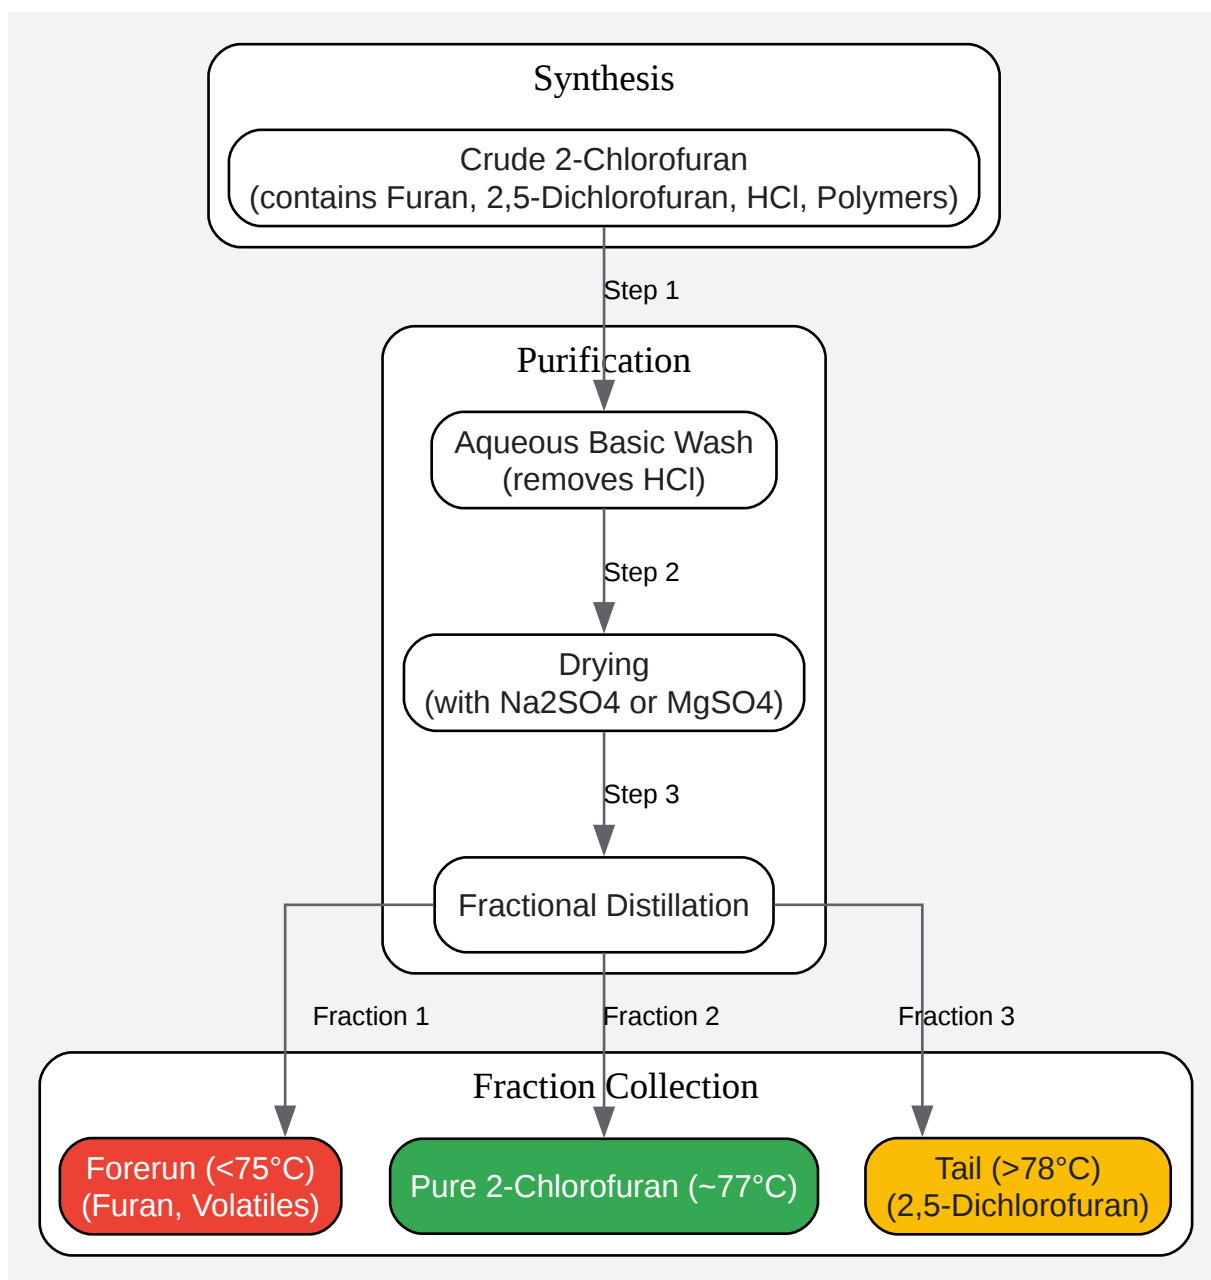 Synthesis
Crude 2-Chlorofuran
(contains Furan, 2,5-Dichlorofuran, HCl, Polymers)
Step 1
Purification
Aqueous Basic Wash
(removes HCl)
Step 2
Drying
(with Na2SO4 or MgSO4)
Step 3
Fractional Distillation
Fraction 1
Fraction 2
Fraction 3
Fraction Collection
Forerun (<75°C)
(Furan, Volatiles)
Pure 2-Chlorofuran (~77°C)
Tail (>78°C)
(2,5-Dichlorofuran)